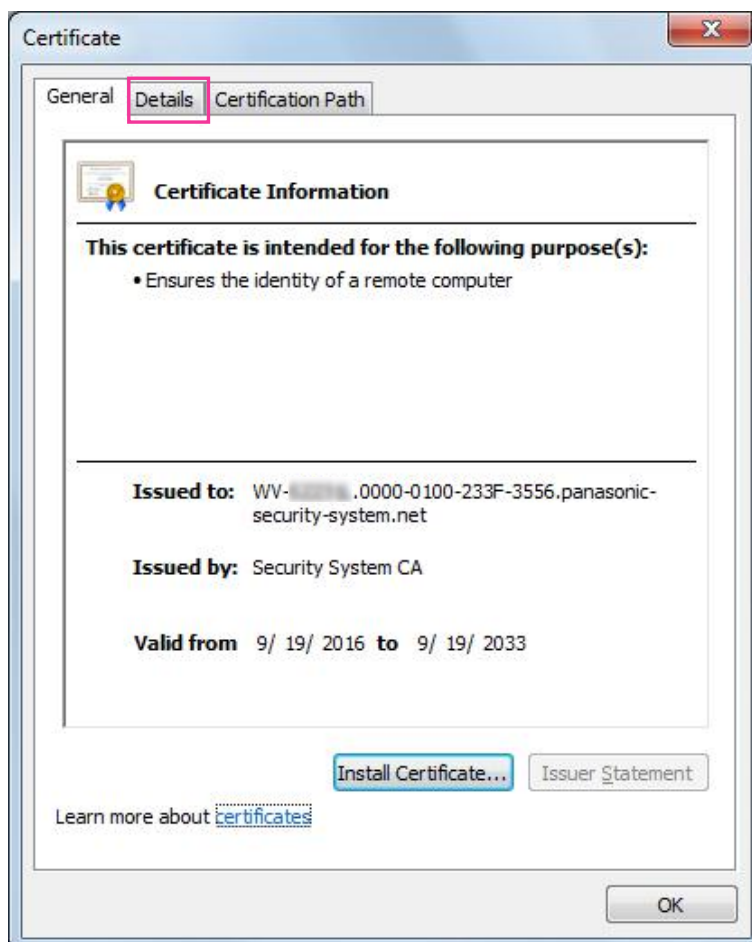 Certificate
General Details Certification Path
Certificate Information
This certificate is intended for the following purpose(s):
• Ensures the identity of a remote computer
Issued to: WV- .0000-0100-233F-3556.panasonic-
security-system.net
Issued by: Security System CA
Valid from 9/ 19/ 2016 to 9/ 19/ 2033
Install Certificate... Issuer Statement
Learn more about certificates
OK